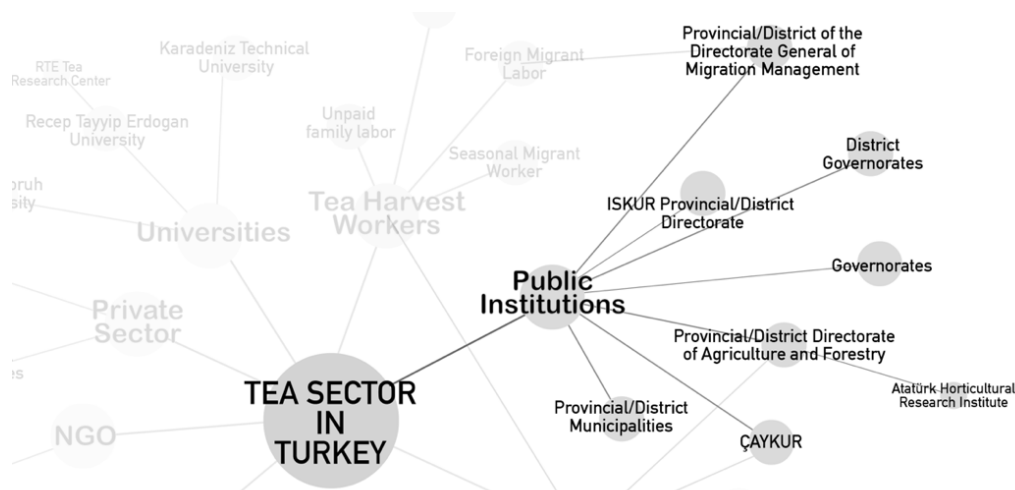 Provincial/District of the
Directorate General of
Migration Management
Karadeniz Technical
University
Foreign Migrant
Labor
RTE Tea
Research Center
Unpaid
family labor
Recep Tayyip Erdogan
University
District
Governorates
Seasonal Migrant
Worker
oruh
sity
Tea Harvest
Workers
ISKUR Provincial/District
Directorate
Universities
Governorates
Public
Institutions
Private
Sector
Provincial/District Directorate
of Agriculture and Forestry
es
Atatürk Horticultural
Research Institute
TEA SECTOR
IN
TURKEY
Provincial/District
Municipalities
NGO
ÇAYKUR